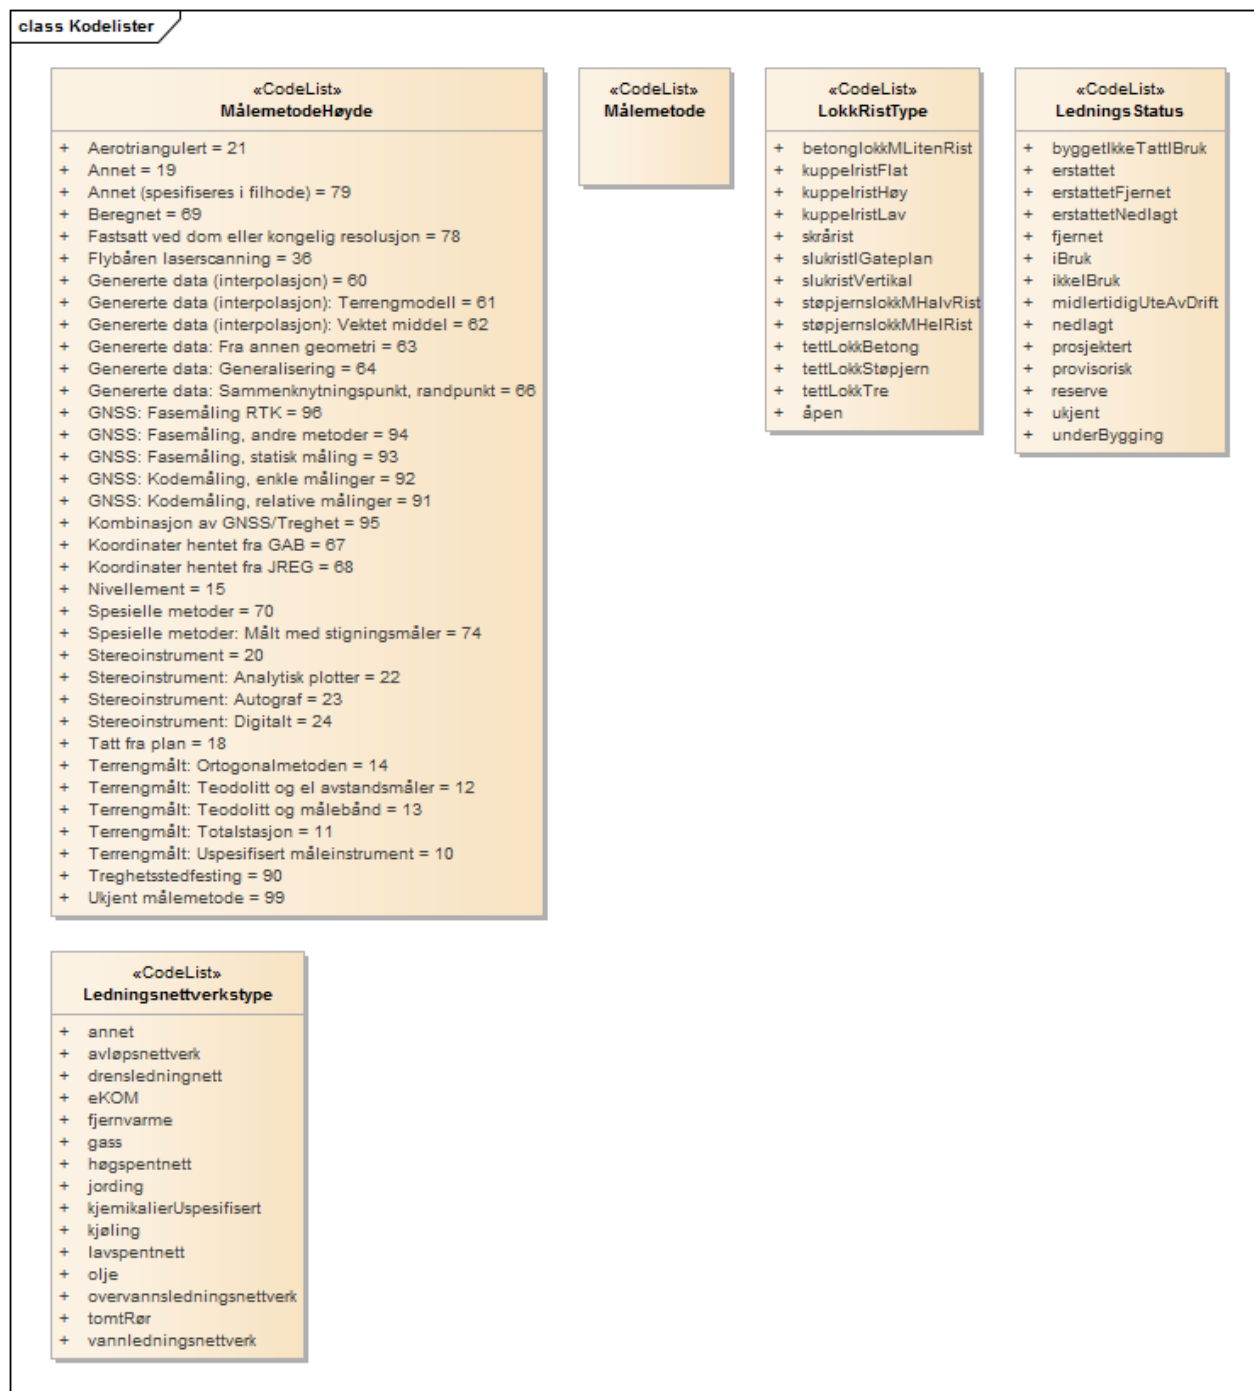 class Kodelister
«CodeList»
MålemetodeHøyde
+ Aerotriangulert = 21
+ Annet = 19
+ Annet (spesifiseres i filhode) = 79
+ Beregnet = 69
+ Fastsatt ved dom eller kongelig resolusjon = 78
+ Flybåren laserscanning = 36
+ Genererte data (interpolasjon) = 60
+ Genererte data (interpolasjon): Terrengmodell = 61
+ Genererte data (interpolasjon): Vektet middel = 62
+ Genererte data: Fra annen geometri = 63
+ Genererte data: Generalisering = 64
+ Genererte data: Sammenknytningspunkt, randpunkt = 66
+ GNSS: Fasemåling RTK = 96
+ GNSS: Fasemåling, andre metoder = 94
+ GNSS: Fasemåling, statisk måling = 93
+ GNSS: Kodemåling, enkle målinger = 92
+ GNSS: Kodemåling, relative målinger = 91
+ Kombinasjon av GNSS/Treghet = 95
+ Koordinater hentet fra GAB = 67
+ Koordinater hentet fra JREG = 68
+ Nivellement = 15
+ Spesielle metoder = 70
+ Spesielle metoder: Målt med stigningsmåler = 74
+ Stereoinstrument = 20
+ Stereoinstrument: Analytisk plotter = 22
+ Stereoinstrument: Autograf = 23
+ Stereoinstrument: Digitalt = 24
+ Tatt fra plan = 18
+ Terrengmålt: Ortogonalmetoden = 14
+ Terrengmålt: Teodolitt og el avstandsmåler = 12
+ Terrengmålt: Teodolitt og målebånd = 13
+ Terrengmålt: Totalstasjon = 11
+ Terrengmålt: Uspesifisert måleinstrument = 10
+ Treghetsstedfesting = 90
+ Ukjent målemetode = 99
«CodeList»
Målemetode
«CodeList»
LokkRistType
+ betonglokkMLitenRist
+ kuppelristFlat
+ kuppelristHøy
+ kuppelristLav
+ skrårist
+ slukristIGateplan
+ slukristVertikal
+ støpjernslokkMHalvRist
+ støpjernslokkMHelRist
+ tettLokkBetong
+ tettLokkStøpjern
+ tettLokkTre
+ åpen
«CodeList»
LedningsStatus
+ byggetIkkeTattIBruk
+ erstattet
+ erstattetFjernet
+ erstattetNedlagt
+ fjernet
+ iBruk
+ ikkeIBruk
+ midlertidigUteAvDrift
+ nedlagt
+ prosjektert
+ provisorisk
+ reserve
+ ukjent
+ underBygging
«CodeList»
Ledningsnettverkstype
+ annet
+ avløpsnettverk
+ drensledningnett
+ eKOM
+ fjernvarme
+ gass
+ høgspentnett
+ jording
+ kjemikalierUspesifisert
+ kjøling
+ lavspentnett
+ olje
+ overvannsledningsnettverk
+ tomtRør
+ vannledningsnettverk